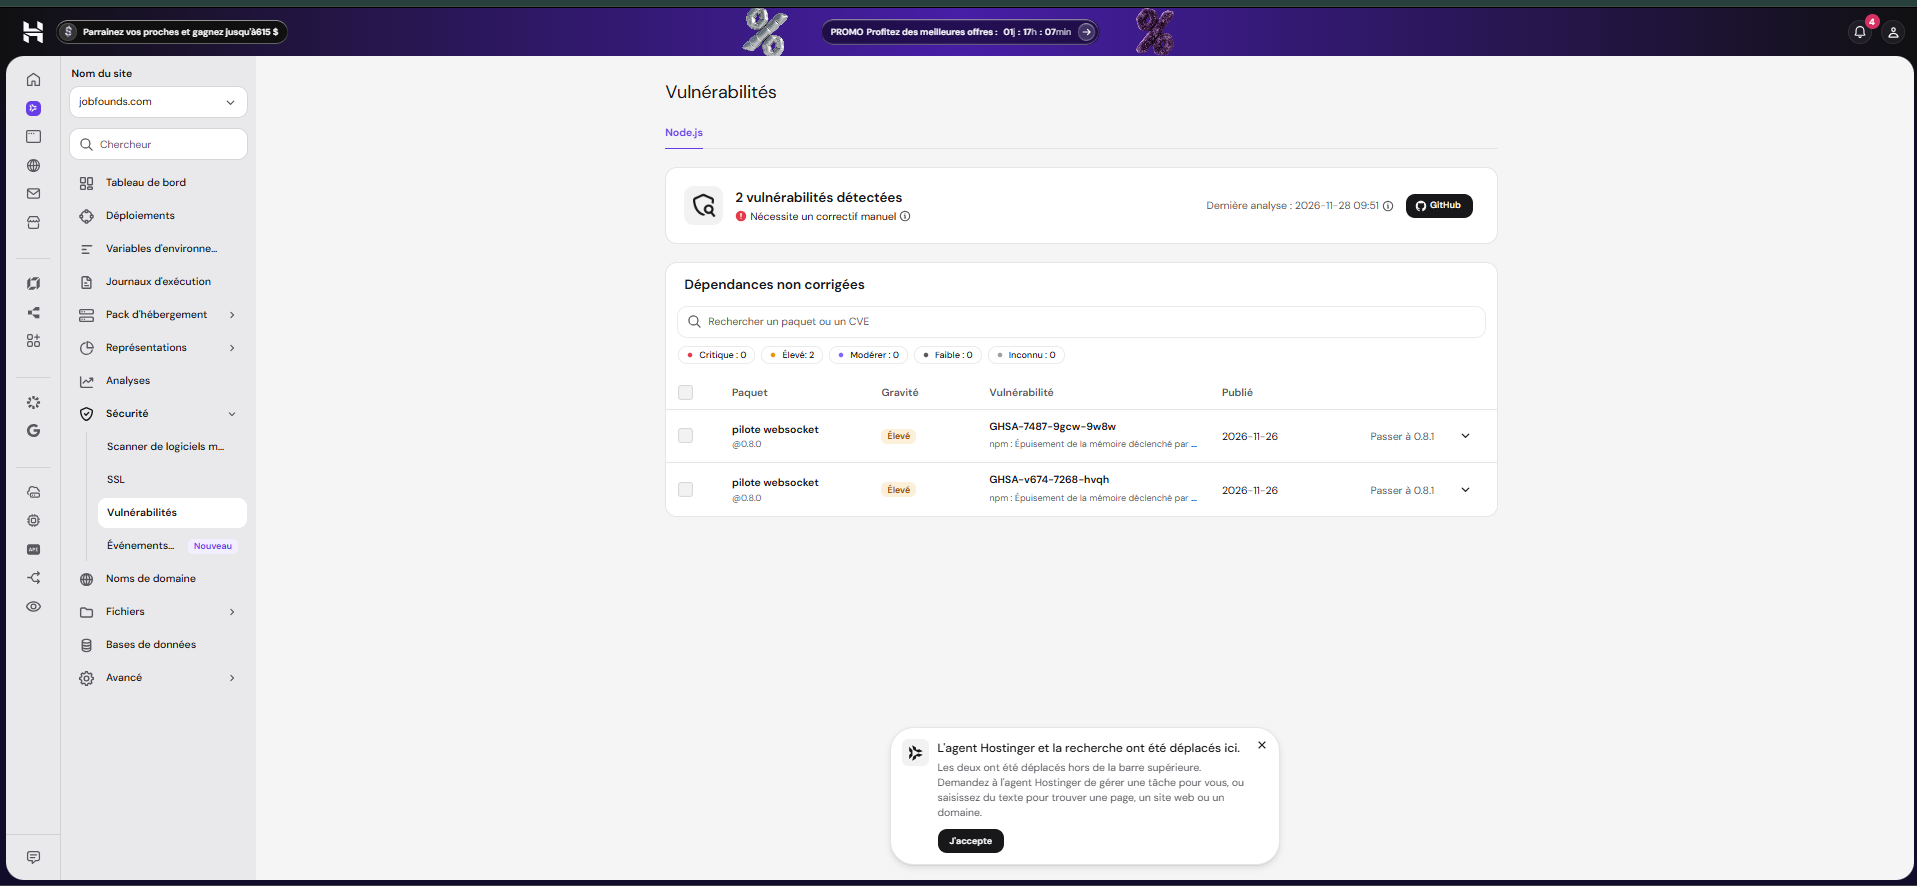 Parrainez vos proches et gagnez jusqu'à615 $
PROMO Profitez des meilleures offres : 01j : 17h : 07min
4
Nom du site
jobfounds.com
Chercheur
Tableau de bord
Déploiements
Variables d'environne...
Journaux d'exécution
Pack d'hébergement
Représentations
Analyses
Sécurité
Scanner de logiciels m...
SSL
Vulnérabilités
Événements... Nouveau
Noms de domaine
Fichiers
Bases de données
Avancé
API
Vulnérabilités
Node.js
2 vulnérabilités détectées
Nécessite un correctif manuel
Dernière analyse : 2026-11-28 09:51
GitHub
Dépendances non corrigées
Rechercher un paquet ou un CVE
Critique : 0 Élevé: 2 Modérer : 0 Faible : 0 Inconnu : 0
Paquet Gravité Vulnérabilité Publié
pilote websocket
@0.8.0
Élevé
GHSA-7487-9gcw-9w8w
npm : Épuisement de la mémoire déclenché par ...
2026-11-26
Passer à 0.8.1
pilote websocket
@0.8.0
Élevé
GHSA-v674-7268-hvqh
npm : Épuisement de la mémoire déclenché par ...
2026-11-26
Passer à 0.8.1
L'agent Hostinger et la recherche ont été déplacés ici.
Les deux ont été déplacés hors de la barre supérieure.
Demandez à l'agent Hostinger de gérer une tâche pour vous, ou
saisissez du texte pour trouver une page, un site web ou un
domaine.
J'accepte